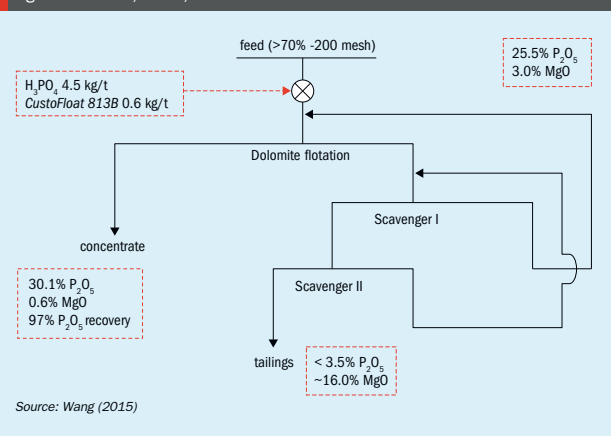 feed (>70% -200 mesh)
25.5% P₂O₅
3.0% MgO
H₃PO₄ 4.5 kg/t
CustoFloat 813B 0.6 kg/t
Dolomite flotation
Scavenger I
concentrate
30.1% P₂O₅
0.6% MgO
97% P₂O₅ recovery
Scavenger II
tailings
< 3.5% P₂O₅
~16.0% MgO
Source: Wang (2015)